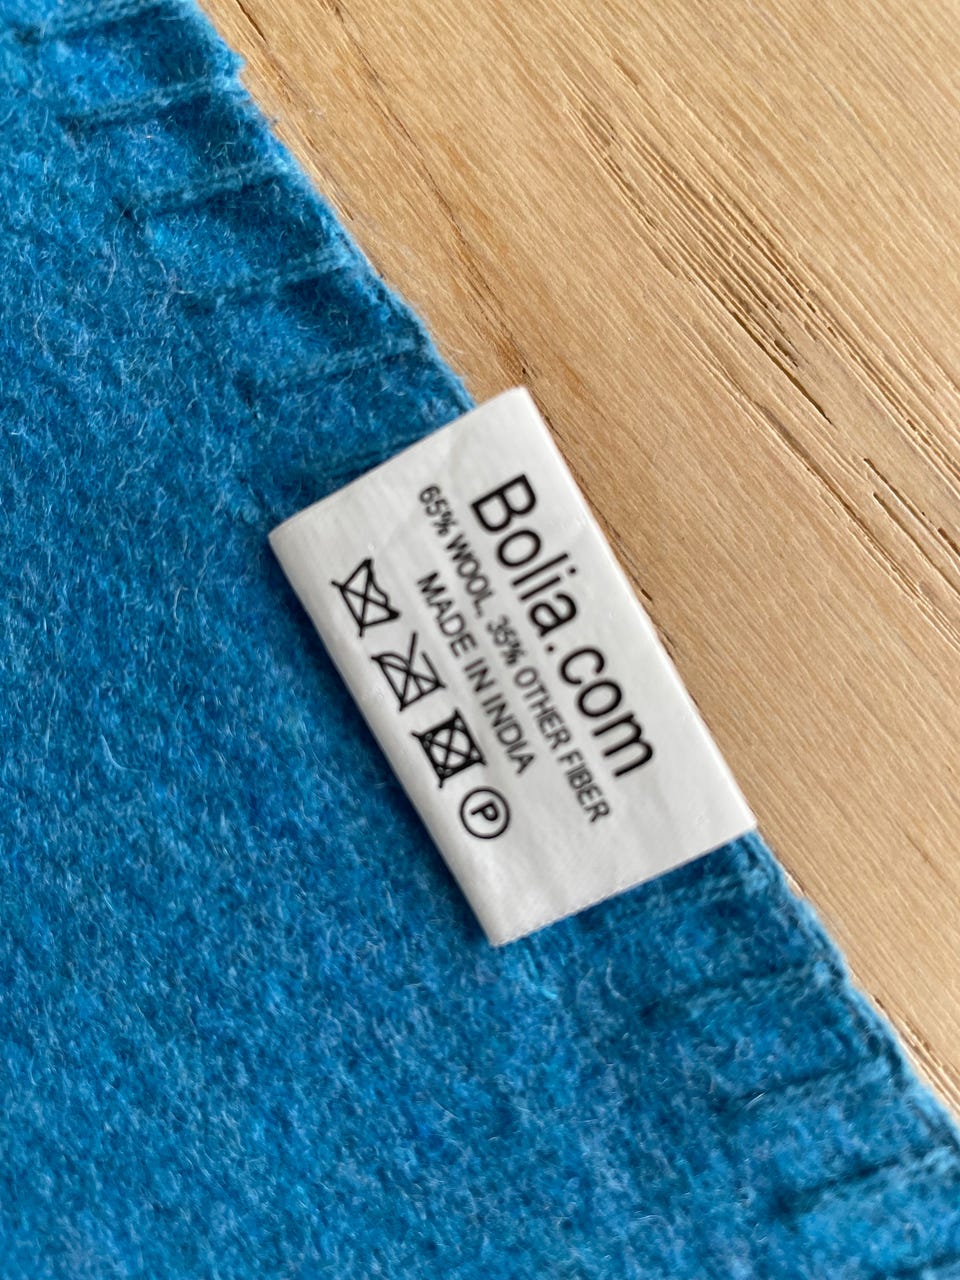 Bolia.com
65% WOOL, 35% OTHER FIBER
MADE IN INDIA
P